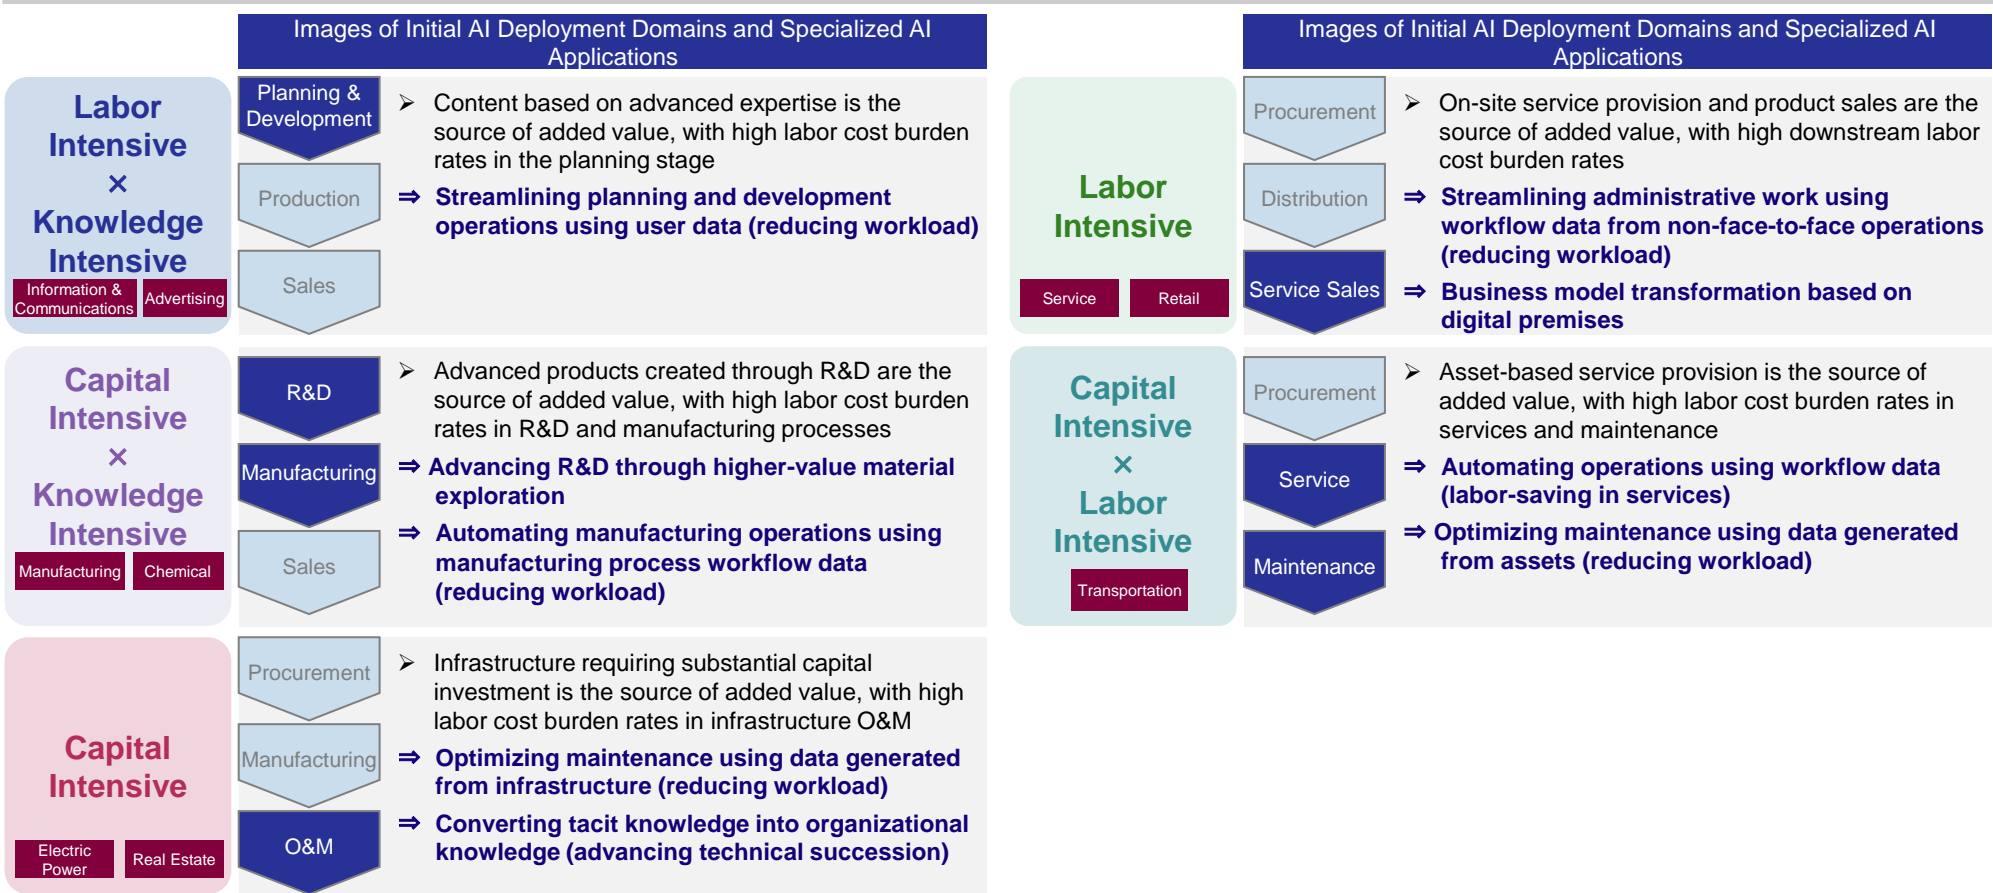 Images of Initial AI Deployment Domains and Specialized AI
Applications
Labor
Intensive
×
Knowledge
Intensive
Information &
Communications
Advertising
Planning &
Development
Production
Sales
➢ Content based on advanced expertise is the
source of added value, with high labor cost burden
rates in the planning stage
⇒ Streamlining planning and development
operations using user data (reducing workload)
Capital
Intensive
×
Knowledge
Intensive
Manufacturing
Chemical
R&D
Manufacturing
Sales
➢ Advanced products created through R&D are the
source of added value, with high labor cost burden
rates in R&D and manufacturing processes
⇒ Advancing R&D through higher-value material
exploration
⇒ Automating manufacturing operations using
manufacturing process workflow data
(reducing workload)
Capital
Intensive
Electric
Power
Real Estate
Procurement
Manufacturing
O&M
➢ Infrastructure requiring substantial capital
investment is the source of added value, with high
labor cost burden rates in infrastructure O&M
⇒ Optimizing maintenance using data generated
from infrastructure (reducing workload)
⇒ Converting tacit knowledge into organizational
knowledge (advancing technical succession)
Images of Initial AI Deployment Domains and Specialized AI
Applications
Labor
Intensive
Service
Retail
Procurement
Distribution
Service Sales
➢ On-site service provision and product sales are the
source of added value, with high downstream labor
cost burden rates
⇒ Streamlining administrative work using
workflow data from non-face-to-face operations
(reducing workload)
⇒ Business model transformation based on
digital premises
Capital
Intensive
×
Labor
Intensive
Transportation
Procurement
Service
Maintenance
➢ Asset-based service provision is the source of
added value, with high labor cost burden rates in
services and maintenance
⇒ Automating operations using workflow data
(labor-saving in services)
⇒ Optimizing maintenance using data generated
from assets (reducing workload)